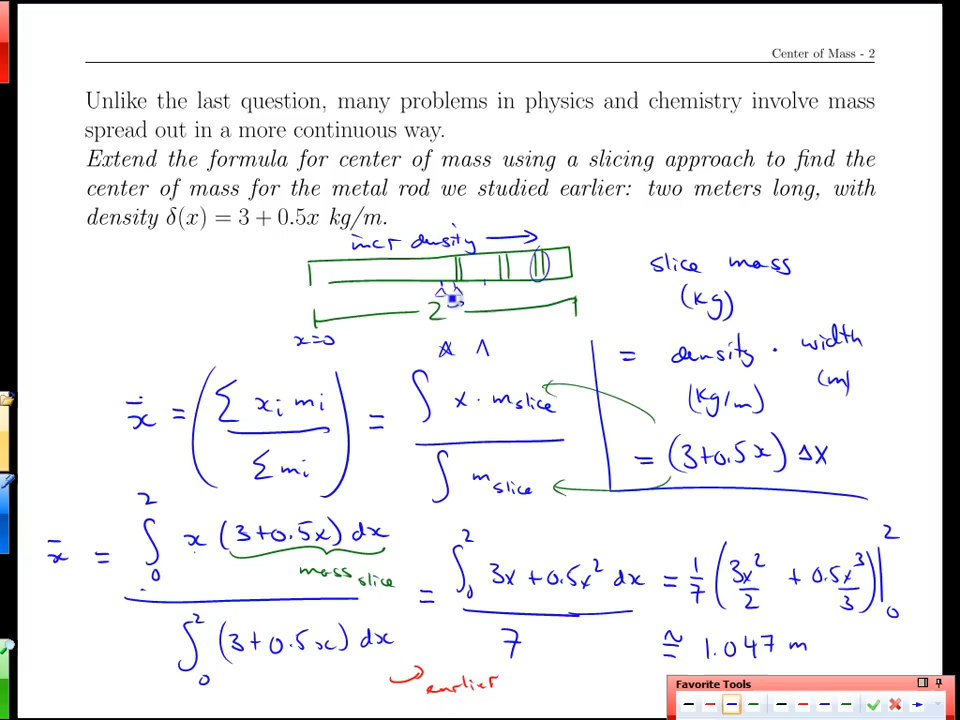 Center of Mass - 2
Unlike the last question, many problems in physics and chemistry involve mass
spread out in a more continuous way.
Extend the formula for center of mass using a slicing approach to find the
center of mass for the metal rod we studied earlier: two meters long, with
density δ(x) = 3 + 0.5x kg/m.
incr density →
2
x=0
slice mass
(kg)
= density · width
(kg/m) (m)
= (3+0.5x) Δx
x̄ = (∑ xᵢ mᵢ / ∑ mᵢ) = ∫ x · m slice / ∫ m slice
x̄ = ∫₀² x (3+0.5x) dx / ∫₀² (3+0.5x) dx = ∫₀² 3x + 0.5x² dx / 7 = 1/7 (3x²/2 + 0.5x³/3)|₀²
mass slice
≅ 1.047 m
→ earlier
Favorite Tools